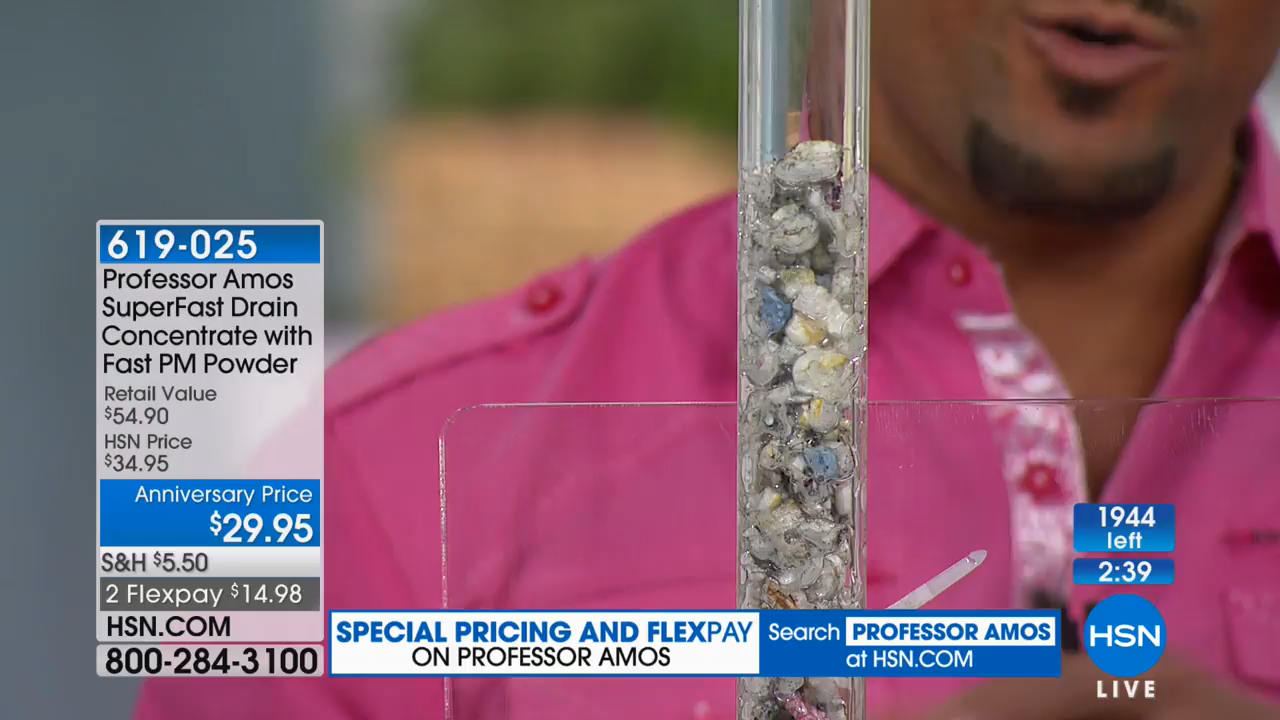 619-025
Professor Amos
SuperFast Drain
Concentrate with
Fast PM Powder
Retail Value
$54.90
HSN Price
$34.95
Anniversary Price
$29.95
S&H $5.50
2 Flexpay $14.98
HSN.COM
800-284-3100
SPECIAL PRICING AND FLEXPAY
ON PROFESSOR AMOS
Search PROFESSOR AMOS
at HSN.COM
1944
left
2:39
HSN
LIVE